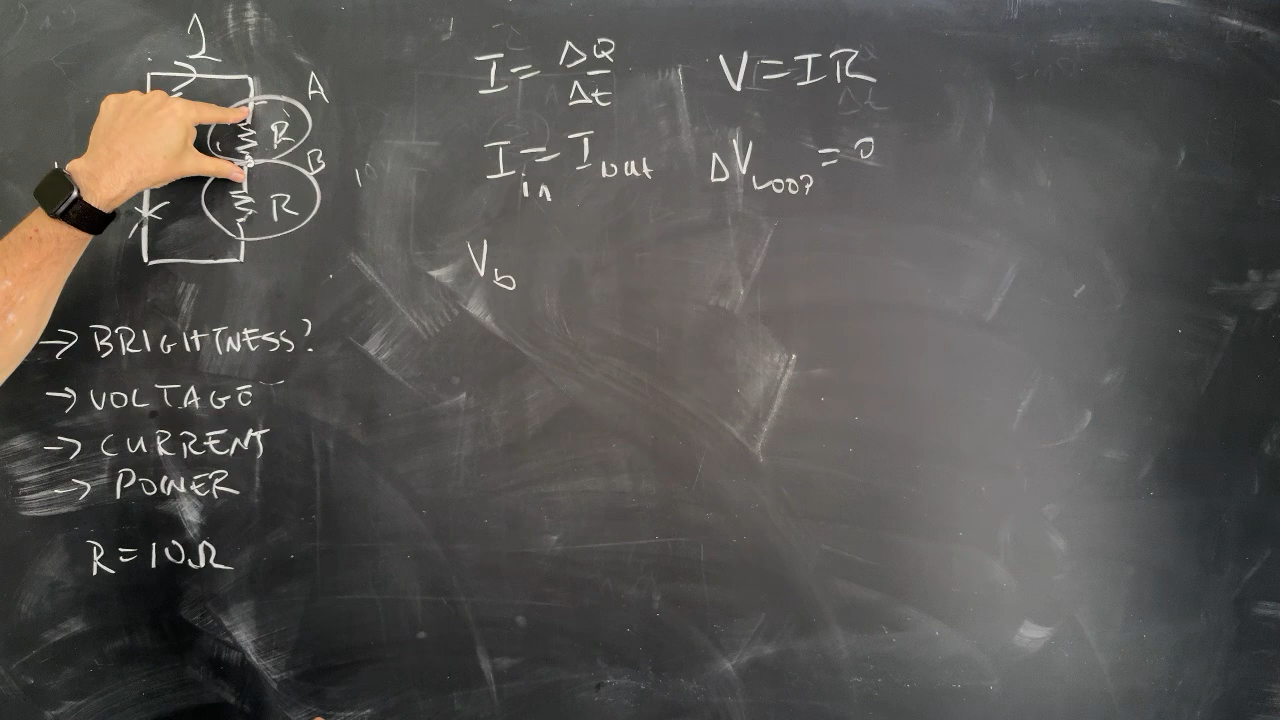 I
A
R
B
R
I = ΔQ/Δt
V = IR
I_in = I_out
ΔV_LOOP = 0
V_b
→ BRIGHTNESS?
→ VOLTAGE
→ CURRENT
→ POWER
R = 10Ω